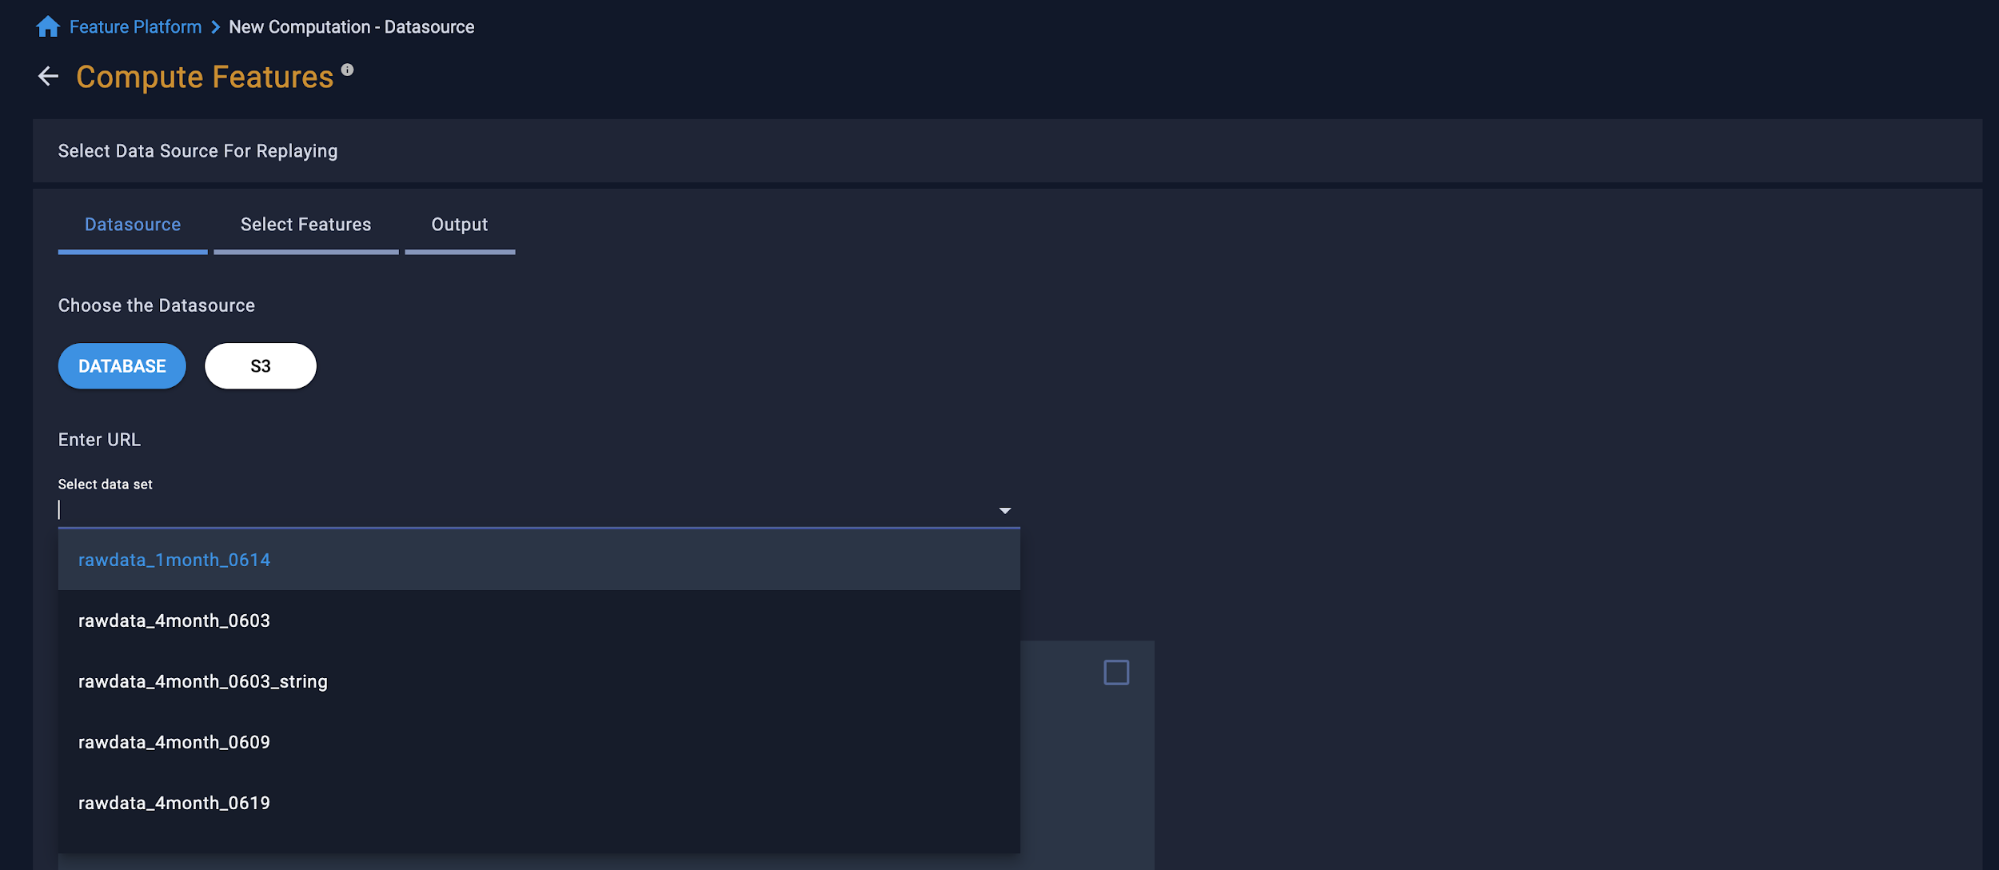 Feature Platform > New Computation - Datasource
Compute Features
Select Data Source For Replaying
Datasource Select Features Output
Choose the Datasource
DATABASE S3
Enter URL
Select data set
rawdata_1month_0614
rawdata_4month_0603
rawdata_4month_0603_string
rawdata_4month_0609
rawdata_4month_0619